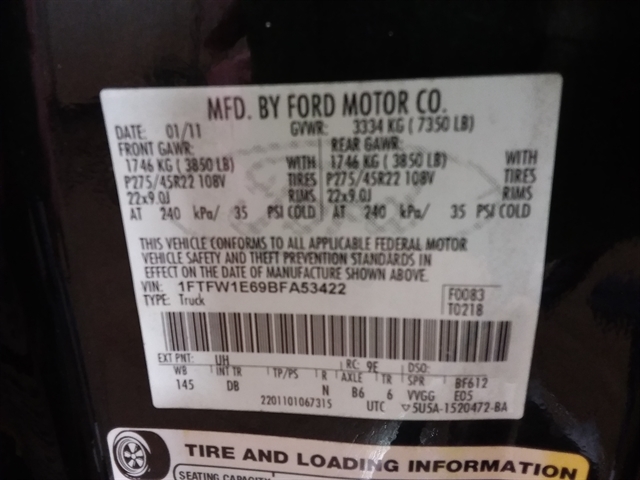 MFD. BY FORD MOTOR CO.
DATE: 01/11 GVWR: 3334 KG ( 7350 LB)
FRONT GAWR: REAR GAWR:
1746 KG ( 3850 LB) WITH 1746 KG ( 3850 LB) WITH
P275/45R22 108V TIRES P275/45R22 108V TIRES
22x9.0J RIMS 22x9.0J RIMS
AT 240 kPa/ 35 PSI COLD AT 240 kPa/ 35 PSI COLD
THIS VEHICLE CONFORMS TO ALL APPLICABLE FEDERAL MOTOR
VEHICLE SAFETY AND THEFT PREVENTION STANDARDS IN
EFFECT ON THE DATE OF MANUFACTURE SHOWN ABOVE.
VIN: 1FTFW1E69BFA53422 F0083
TYPE: Truck T0218
EXT PNT: UH RC: 9E DSO:
WB INT TR TP/PS R AXLE TR SPR BF612
145 DB N B6 6 VVGG E05
2201101067315 UTC ▽5U5A-1520472-BA
TIRE AND LOADING INFORMATION
SEATING CAPACITY